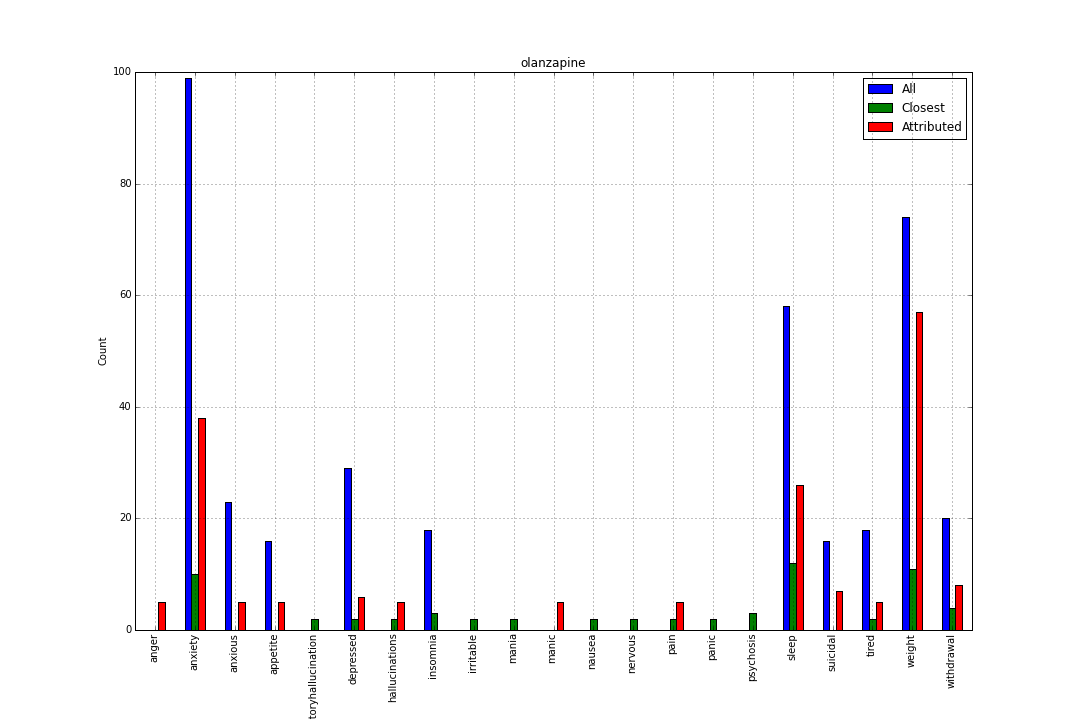 olanzapine
100
80
60
40
20
0
Count
All
Closest
Attributed
anger
anxiety
anxious
appetite
toryhallucination
depressed
hallucinations
insomnia
irritable
mania
manic
nausea
nervous
pain
panic
psychosis
sleep
suicidal
tired
weight
withdrawal